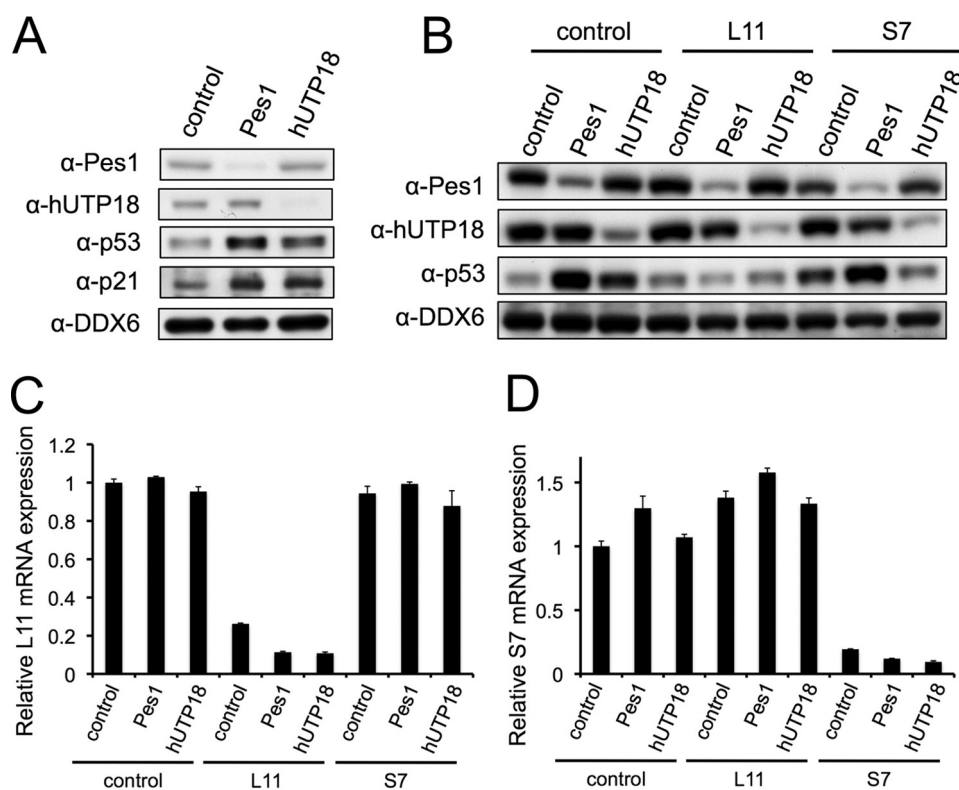 A
control
Pes1
hUTP18
α-Pes1
α-hUTP18
α-p53
α-p21
α-DDX6
B
control L11 S7
control Pes1 hUTP18 control Pes1 hUTP18 control Pes1 hUTP18
α-Pes1
α-hUTP18
α-p53
α-DDX6
C
Relative L11 mRNA expression
1.2
1
0.8
0.6
0.4
0.2
0
control Pes1 hUTP18 control Pes1 hUTP18 control Pes1 hUTP18
control L11 S7
D
Relative S7 mRNA expression
1.5
1
0.5
0
control Pes1 hUTP18 control Pes1 hUTP18 control Pes1 hUTP18
control L11 S7